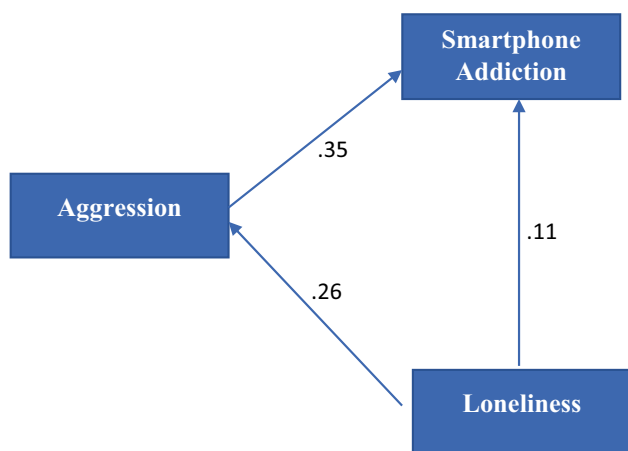 Smartphone
Addiction
.35
Aggression
.11
.26
Loneliness